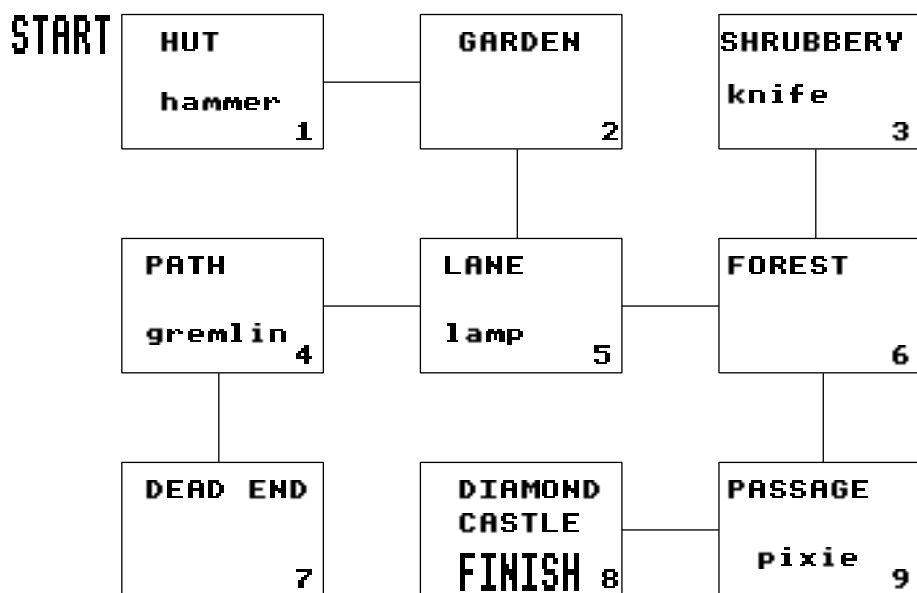 START
HUT
hammer
1
GARDEN
2
SHRUBBERY
knife
3
PATH
gremlin
4
LANE
lamp
5
FOREST
6
DEAD END
7
DIAMOND
CASTLE
FINISH
8
PASSAGE
pixie
9